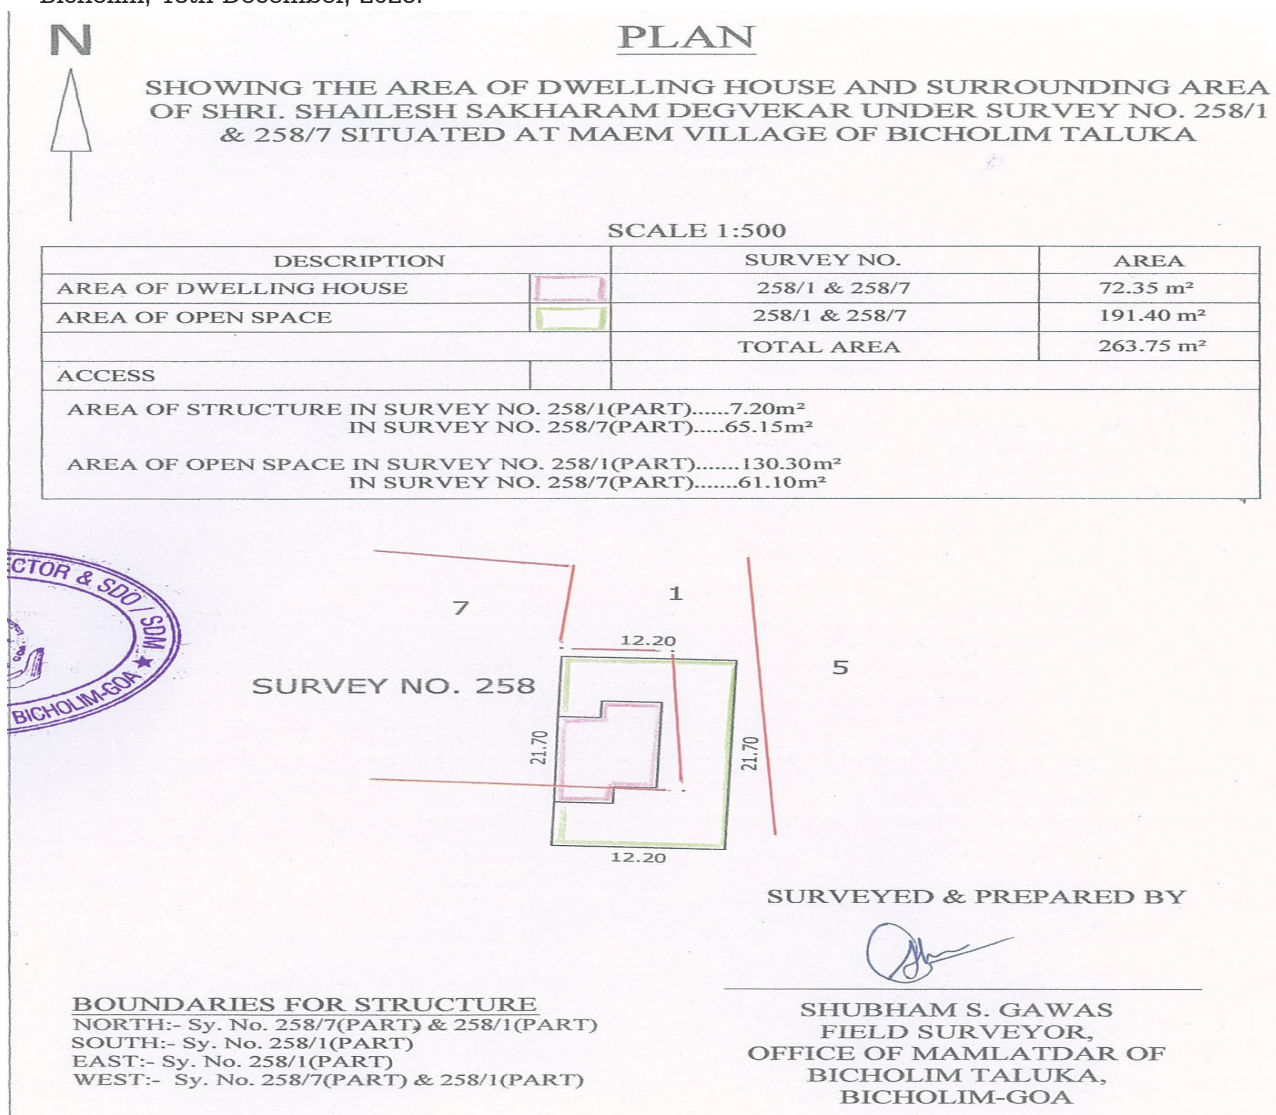 N
PLAN
SHOWING THE AREA OF DWELLING HOUSE AND SURROUNDING AREA
OF SHRI. SHAILESH SAKHARAM DEGVEKAR UNDER SURVEY NO. 258/1
& 258/7 SITUATED AT MAEM VILLAGE OF BICHOLIM TALUKA
SCALE 1:500
DESCRIPTION SURVEY NO. AREA
AREA OF DWELLING HOUSE 258/1 & 258/7 72.35 m²
AREA OF OPEN SPACE 258/1 & 258/7 191.40 m²
TOTAL AREA 263.75 m²
ACCESS
AREA OF STRUCTURE IN SURVEY NO. 258/1(PART)......7.20m²
IN SURVEY NO. 258/7(PART).....65.15m²
AREA OF OPEN SPACE IN SURVEY NO. 258/1(PART).......130.30m²
IN SURVEY NO. 258/7(PART).......61.10m²
CTOR & SDO / SDM ★
BICHOLIM-GOA
7
1
12.20
5
SURVEY NO. 258
21.70
21.70
12.20
SURVEYED & PREPARED BY
SHUBHAM S. GAWAS
FIELD SURVEYOR,
OFFICE OF MAMLATDAR OF
BICHOLIM TALUKA,
BICHOLIM-GOA
BOUNDARIES FOR STRUCTURE
NORTH:- Sy. No. 258/7(PART) & 258/1(PART)
SOUTH:- Sy. No. 258/1(PART)
EAST:- Sy. No. 258/1(PART)
WEST:- Sy. No. 258/7(PART) & 258/1(PART)